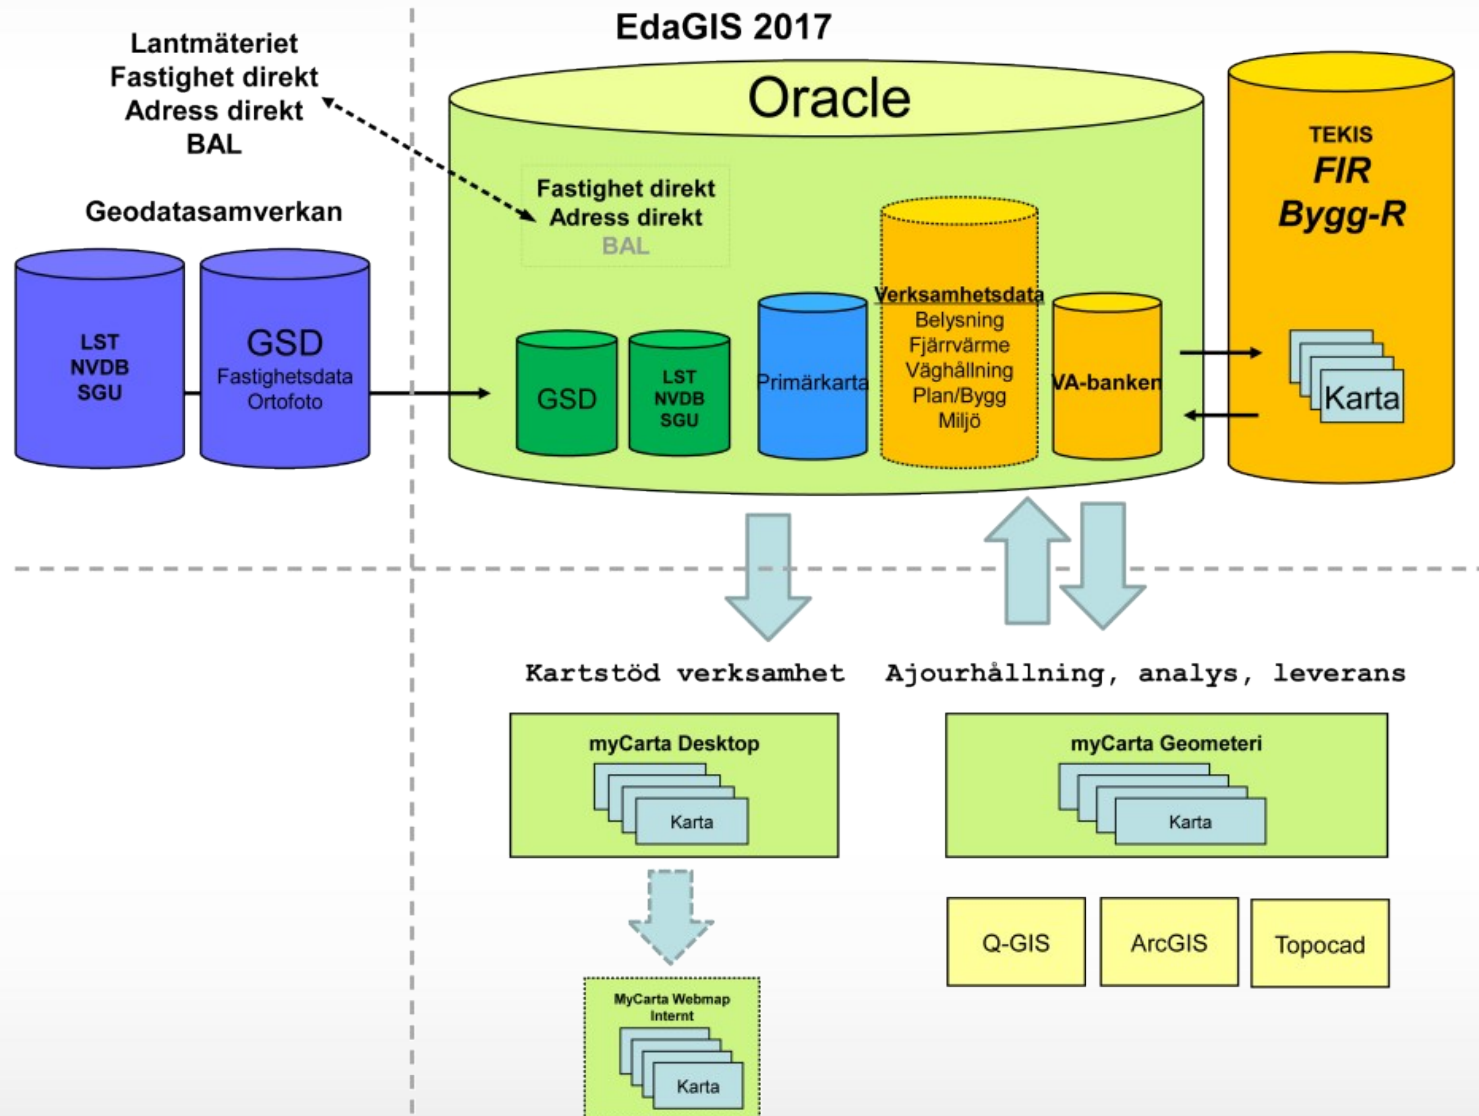 EdaGIS 2017
Lantmäteriet
Fastighet direkt
Adress direkt
BAL
Geodatasamverkan
LST
NVDB
SGU
GSD
Fastighetsdata
Ortofoto
Oracle
Fastighet direkt
Adress direkt
BAL
GSD
LST
NVDB
SGU
Primärkarta
Verksamhetsdata
Belysning
Fjärrvärme
Väghållning
Plan/Bygg
Miljö
VA-banken
TEKIS
FIR
Bygg-R
Karta
Kartstöd verksamhet
myCarta Desktop
Karta
MyCarta Webmap
Internt
Karta
Ajourhållning, analys, leverans
myCarta Geometeri
Karta
Q-GIS
ArcGIS
Topocad